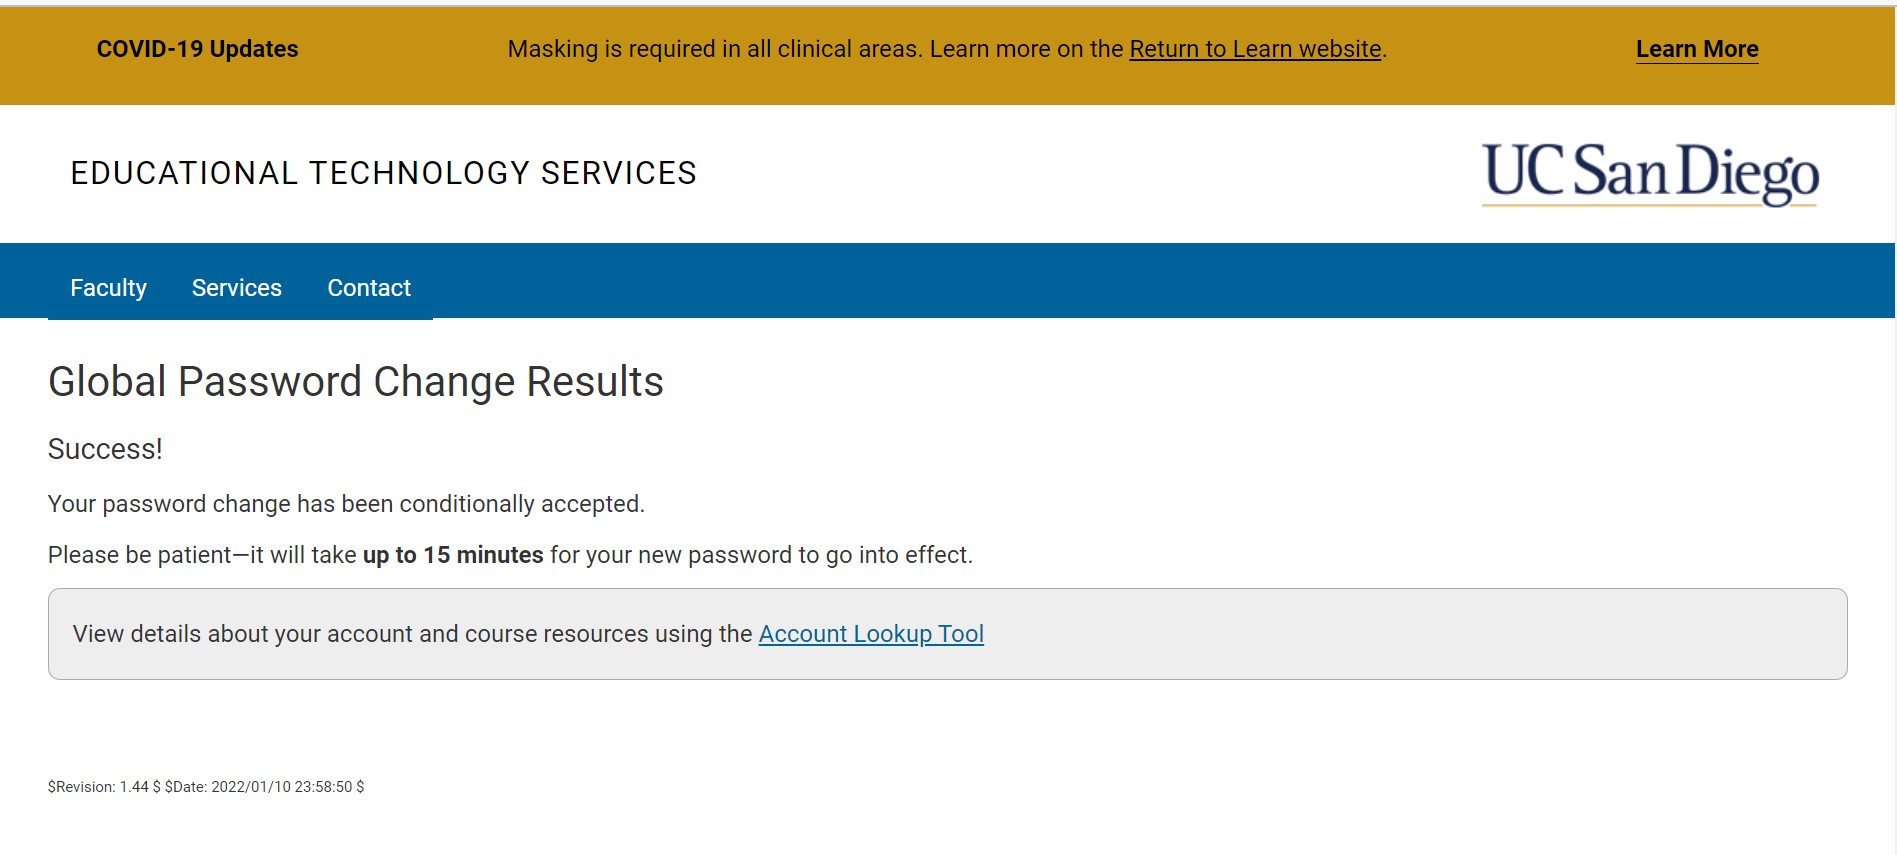 COVID-19 Updates Masking is required in all clinical areas. Learn more on the Return to Learn website. Learn More
EDUCATIONAL TECHNOLOGY SERVICES UC San Diego
Faculty Services Contact
Global Password Change Results
Success!
Your password change has been conditionally accepted.
Please be patient—it will take up to 15 minutes for your new password to go into effect.
View details about your account and course resources using the Account Lookup Tool
$Revision: 1.44 $ $Date: 2022/01/10 23:58:50 $